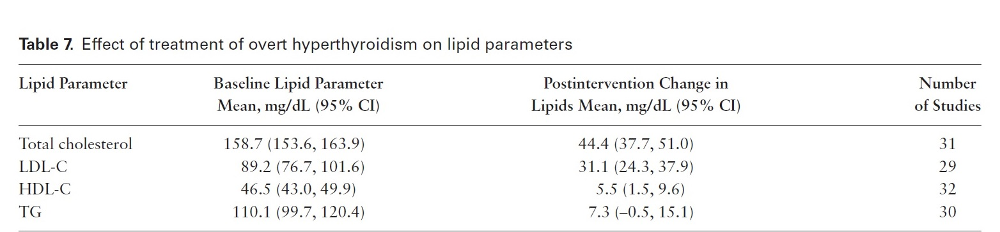 Table 7. Effect of treatment of overt hyperthyroidism on lipid parameters
Lipid Parameter Baseline Lipid Parameter Postintervention Change in Number
Mean, mg/dL (95% CI) Lipids Mean, mg/dL (95% CI) of Studies
Total cholesterol 158.7 (153.6, 163.9) 44.4 (37.7, 51.0) 31
LDL-C 89.2 (76.7, 101.6) 31.1 (24.3, 37.9) 29
HDL-C 46.5 (43.0, 49.9) 5.5 (1.5, 9.6) 32
TG 110.1 (99.7, 120.4) 7.3 (–0.5, 15.1) 30